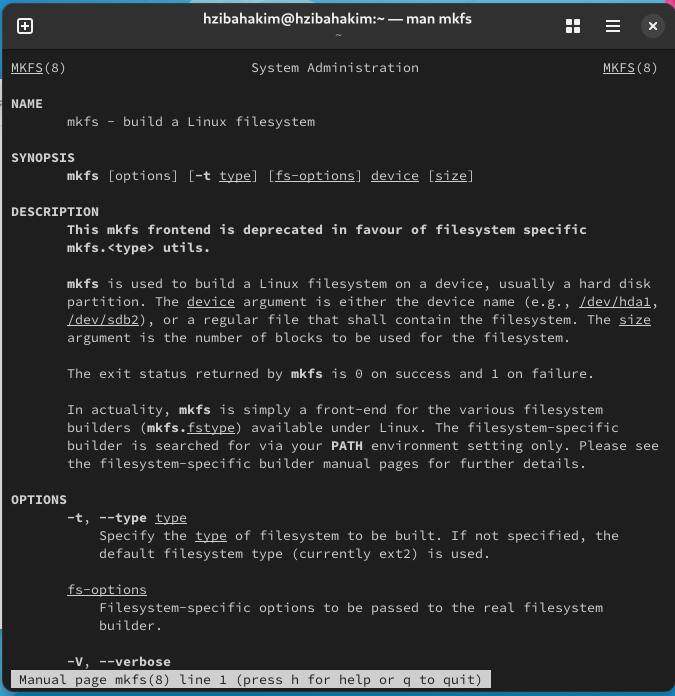 hzibahakim@hzibahakim:~ — man mkfs
~
MKFS(8) System Administration MKFS(8)
NAME
mkfs - build a Linux filesystem
SYNOPSIS
mkfs [options] [-t type] [fs-options] device [size]
DESCRIPTION
This mkfs frontend is deprecated in favour of filesystem specific
mkfs.<type> utils.
mkfs is used to build a Linux filesystem on a device, usually a hard disk
partition. The device argument is either the device name (e.g., /dev/hda1,
/dev/sdb2), or a regular file that shall contain the filesystem. The size
argument is the number of blocks to be used for the filesystem.
The exit status returned by mkfs is 0 on success and 1 on failure.
In actuality, mkfs is simply a front-end for the various filesystem
builders (mkfs.fstype) available under Linux. The filesystem-specific
builder is searched for via your PATH environment setting only. Please see
the filesystem-specific builder manual pages for further details.
OPTIONS
-t, --type type
Specify the type of filesystem to be built. If not specified, the
default filesystem type (currently ext2) is used.
fs-options
Filesystem-specific options to be passed to the real filesystem
builder.
-V, --verbose
Manual page mkfs(8) line 1 (press h for help or q to quit)